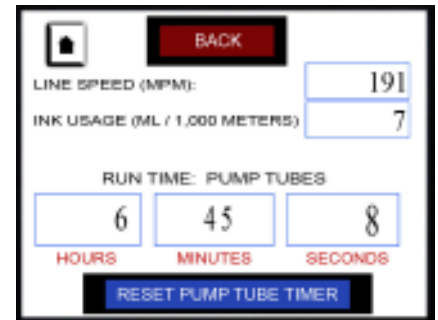 BACK
LINE SPEED (MPM): 191
INK USAGE (ML / 1,000 METERS) 7
RUN TIME: PUMP TUBES
6 45 8
HOURS MINUTES SECONDS
RESET PUMP TUBE TIMER